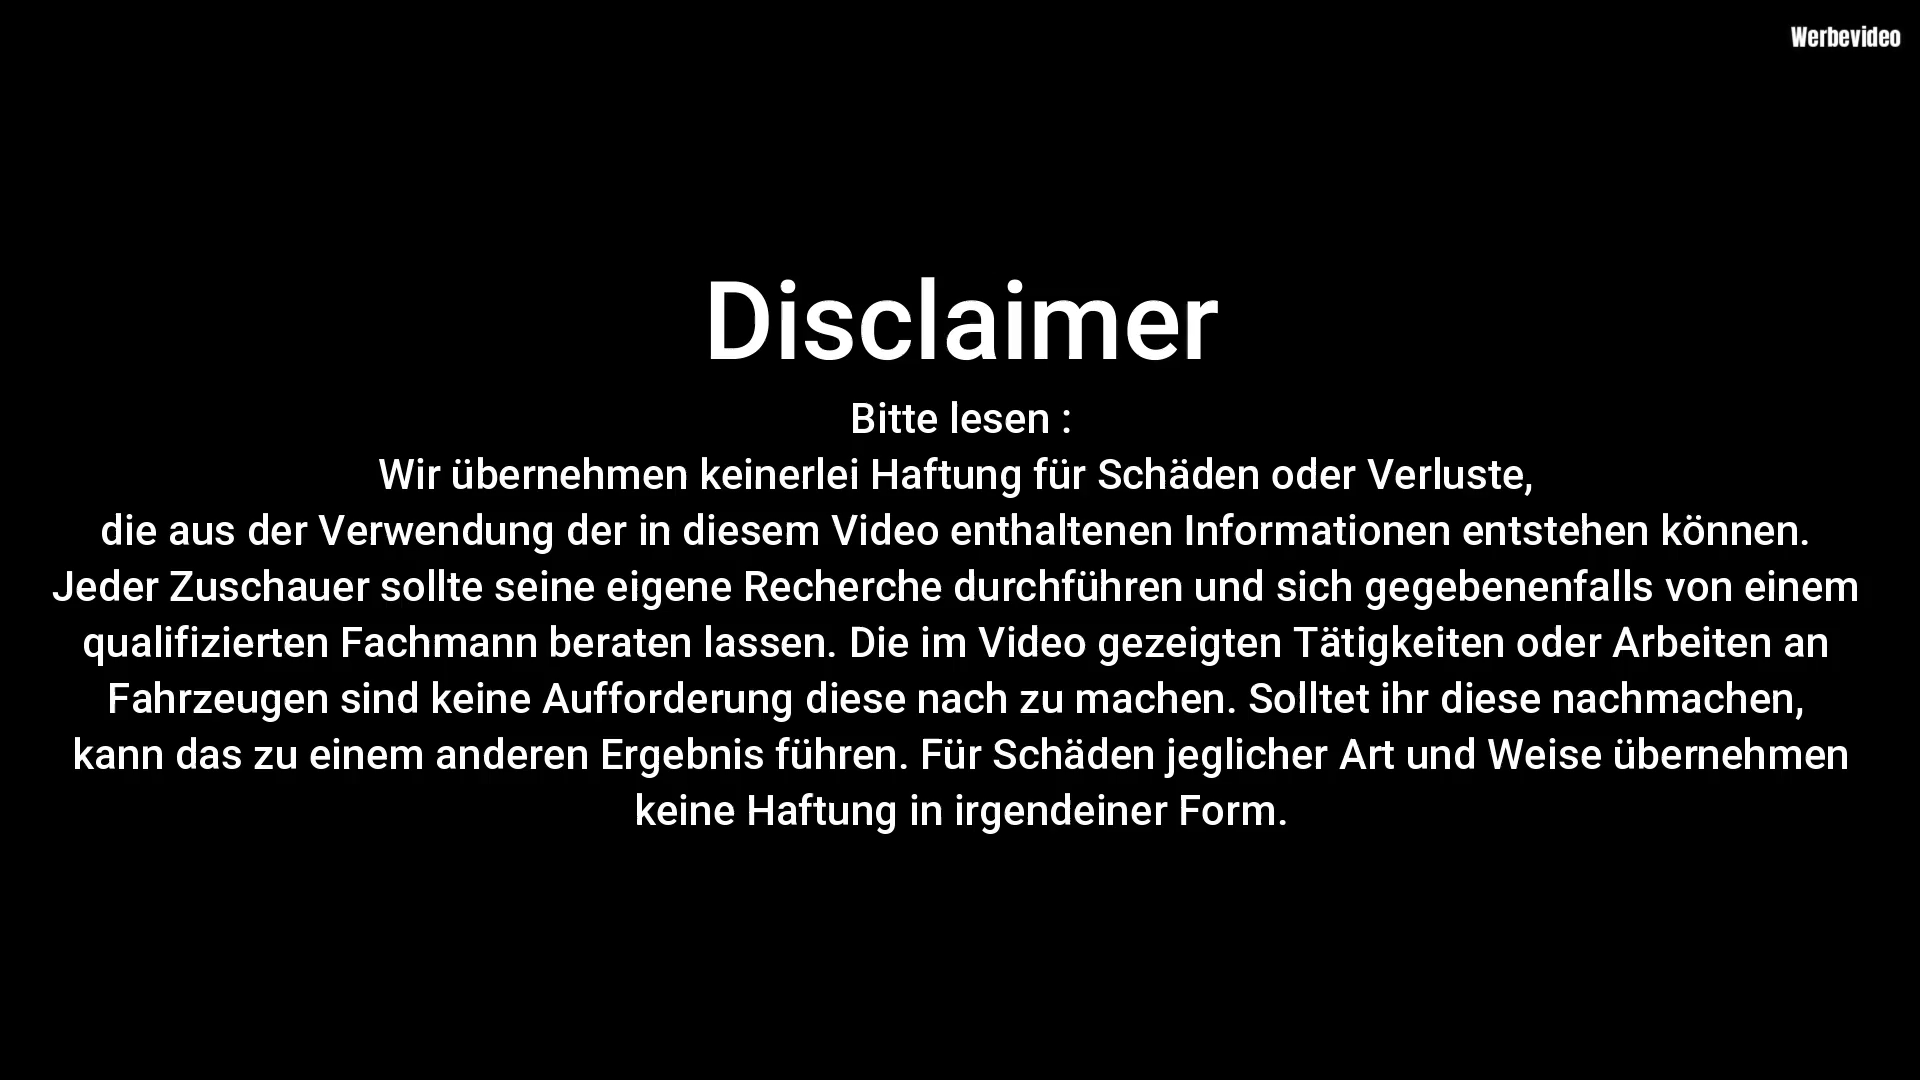 Werbevideo
Disclaimer
Bitte lesen :
Wir übernehmen keinerlei Haftung für Schäden oder Verluste,
die aus der Verwendung der in diesem Video enthaltenen Informationen entstehen können.
Jeder Zuschauer sollte seine eigene Recherche durchführen und sich gegebenenfalls von einem
qualifizierten Fachmann beraten lassen. Die im Video gezeigten Tätigkeiten oder Arbeiten an
Fahrzeugen sind keine Aufforderung diese nach zu machen. Solltet ihr diese nachmachen,
kann das zu einem anderen Ergebnis führen. Für Schäden jeglicher Art und Weise übernehmen
keine Haftung in irgendeiner Form.